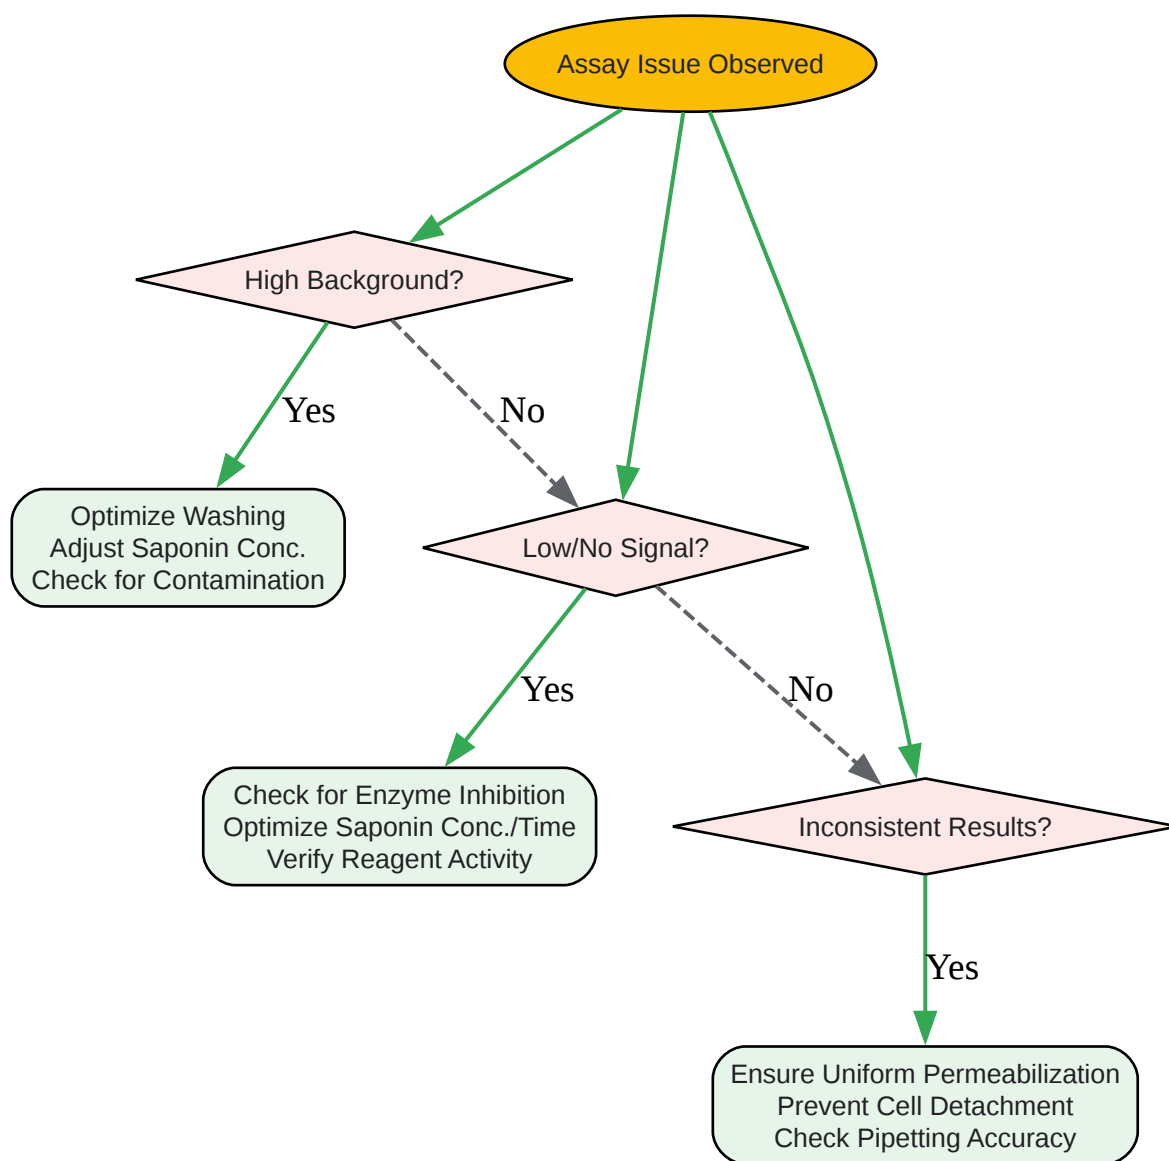 Assay Issue Observed
High Background?
Yes
No
Optimize Washing
Adjust Saponin Conc.
Check for Contamination
Low/No Signal?
Yes
No
Check for Enzyme Inhibition
Optimize Saponin Conc./Time
Verify Reagent Activity
Inconsistent Results?
Yes
Ensure Uniform Permeabilization
Prevent Cell Detachment
Check Pipetting Accuracy